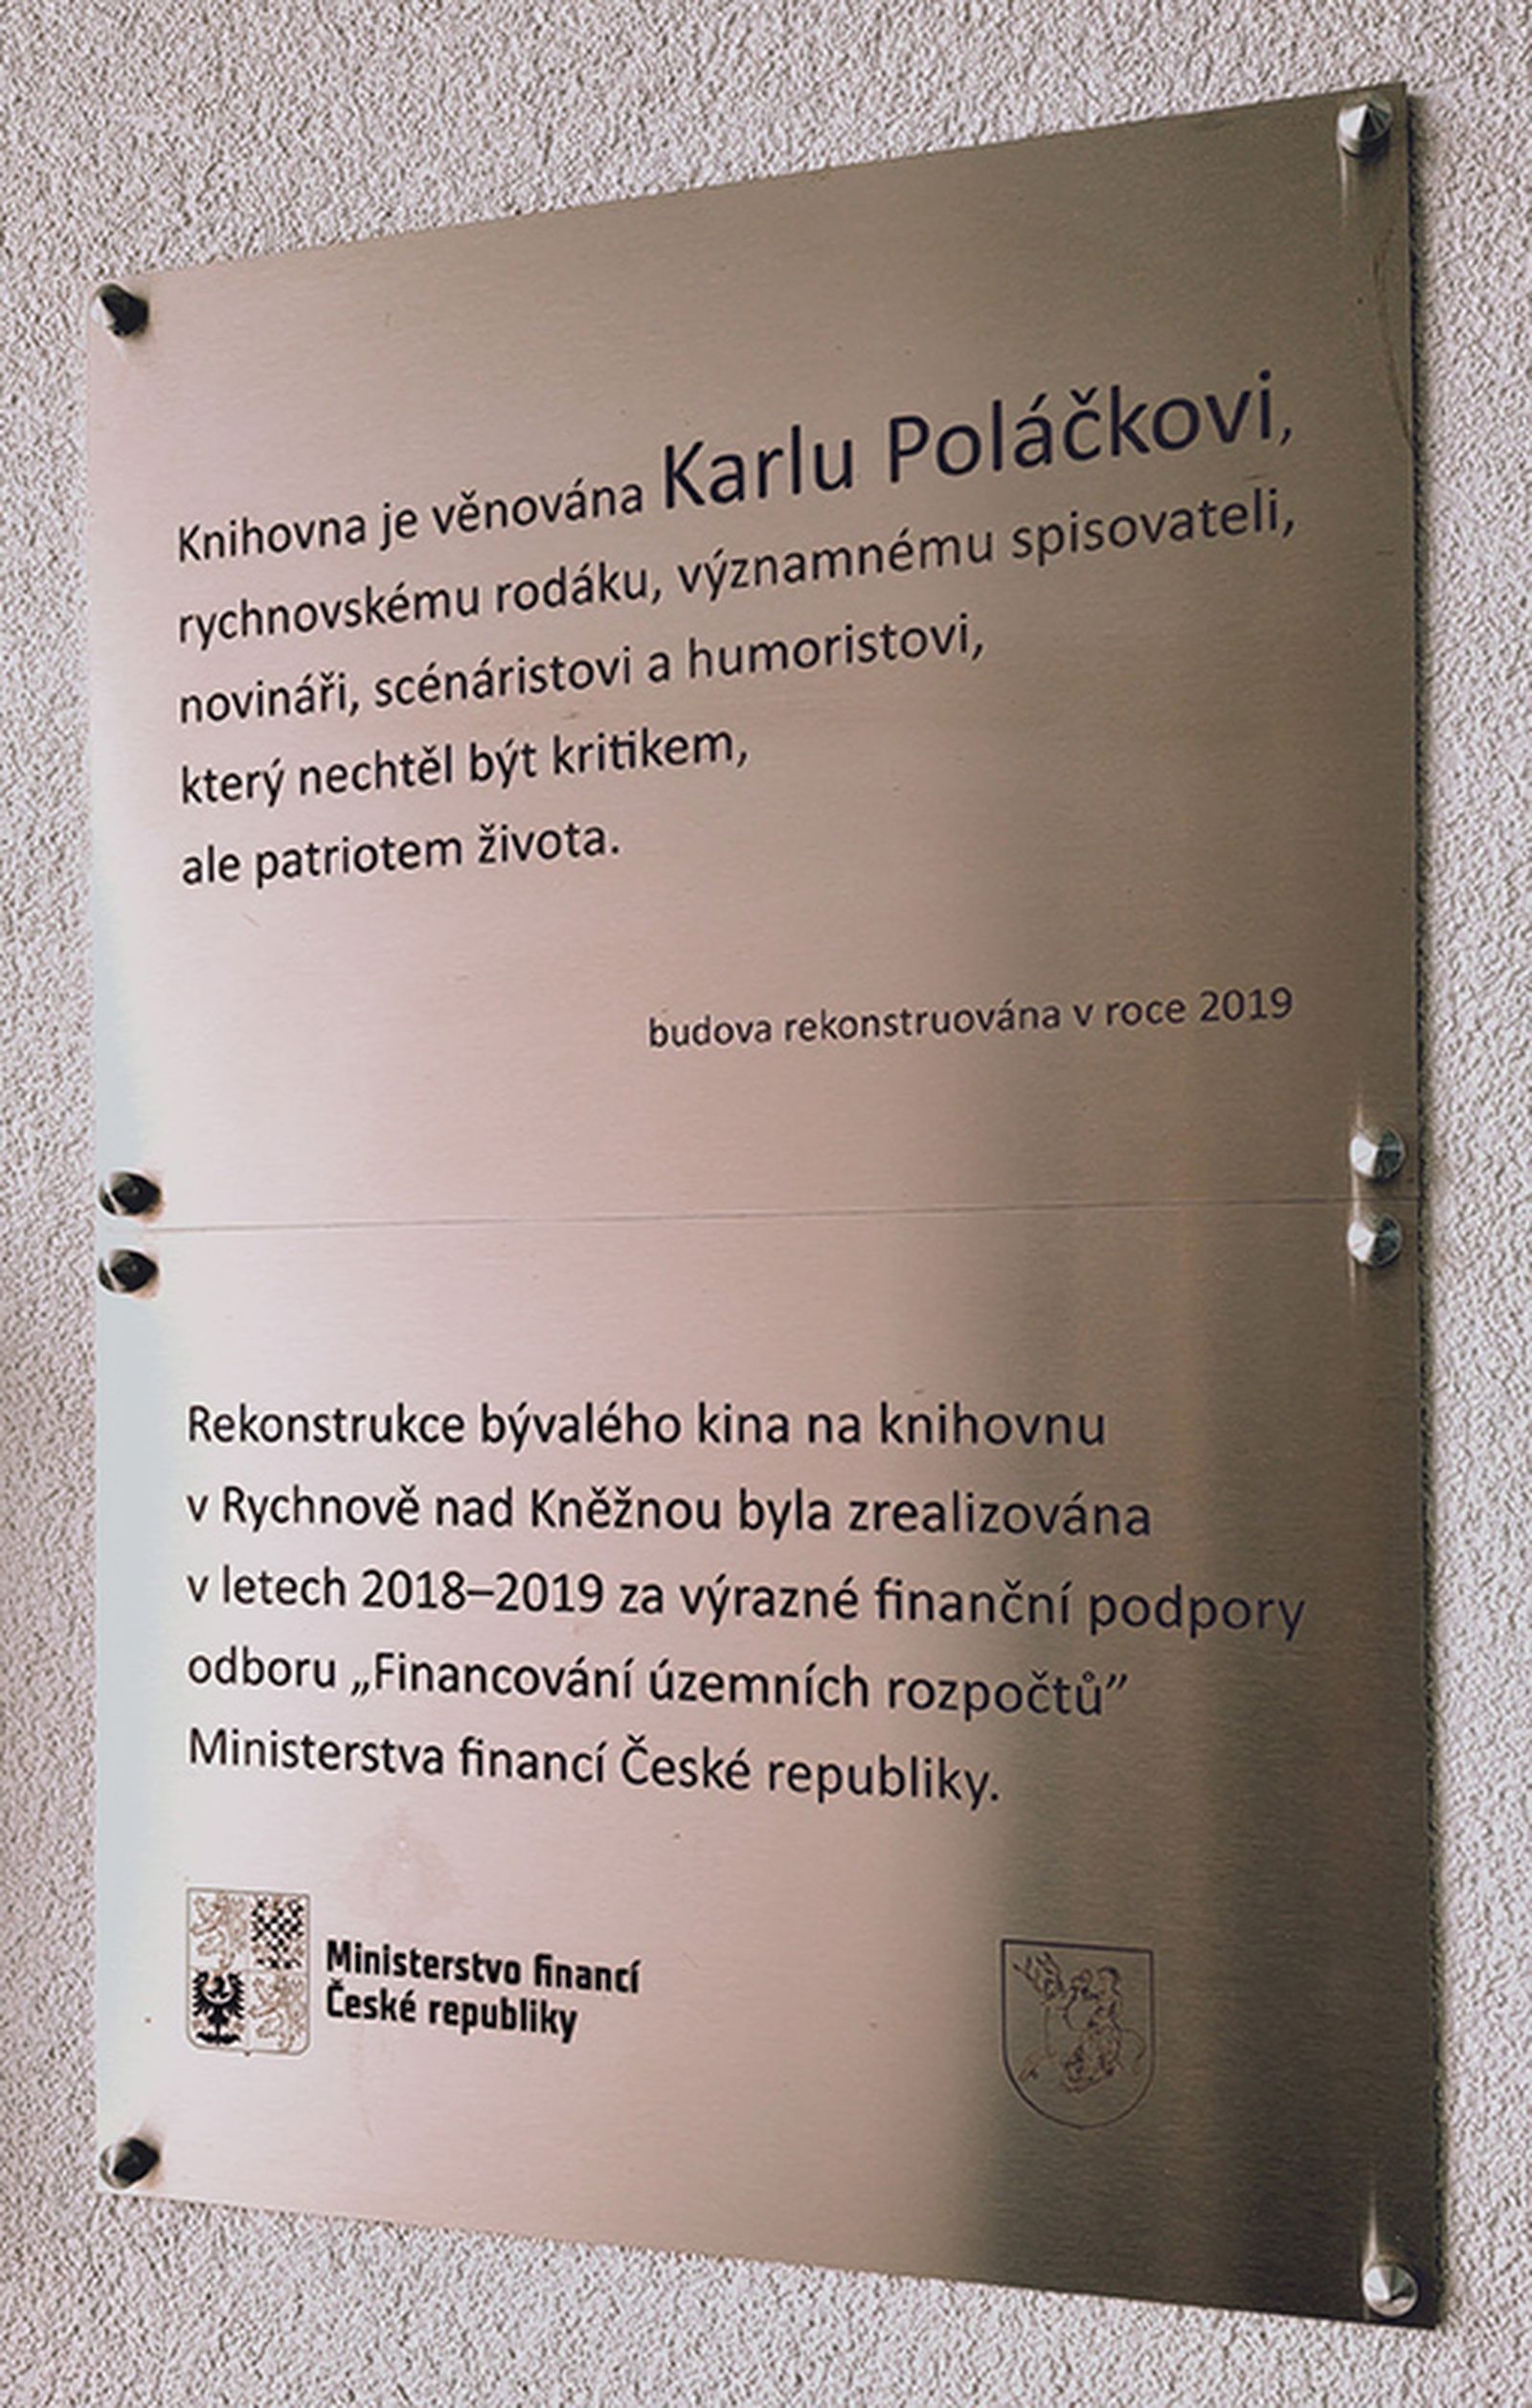 Knihovna je věnována Karlu Poláčkovi,
rychnovskému rodáku, významnému spisovateli,
novináři, scénáristovi a humoristovi,
který nechtěl být kritikem,
ale patriotem života.
budova rekonstruována v roce 2019
Rekonstrukce bývalého kina na knihovnu
v Rychnově nad Kněžnou byla zrealizována
v letech 2018–2019 za výrazné finanční podpory
odboru „Financování územních rozpočtů”
Ministerstva financí České republiky.
Ministerstvo financí
České republiky